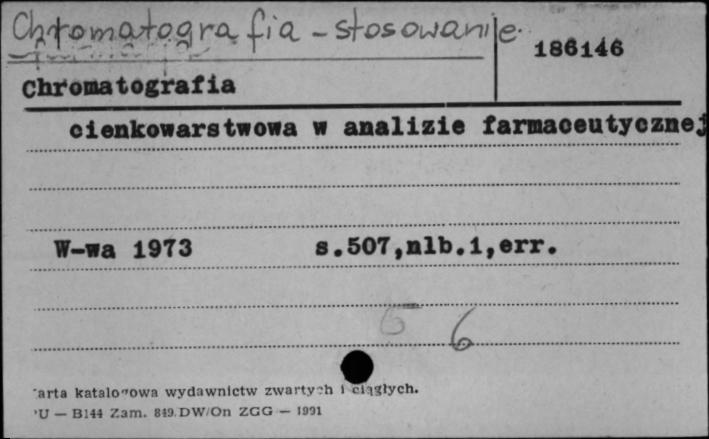 Chromatografia - stosowanie.
186146
Chromatografia
cienkowarstwowa w analizie farmaceutycznej
W-wa 1973 s.507,nlb.1,err.
5 6
arta katalogowa wydawnictw zwartych i ciągłych.
U — B144 Zam. 849. DW/On ZGG — 1991